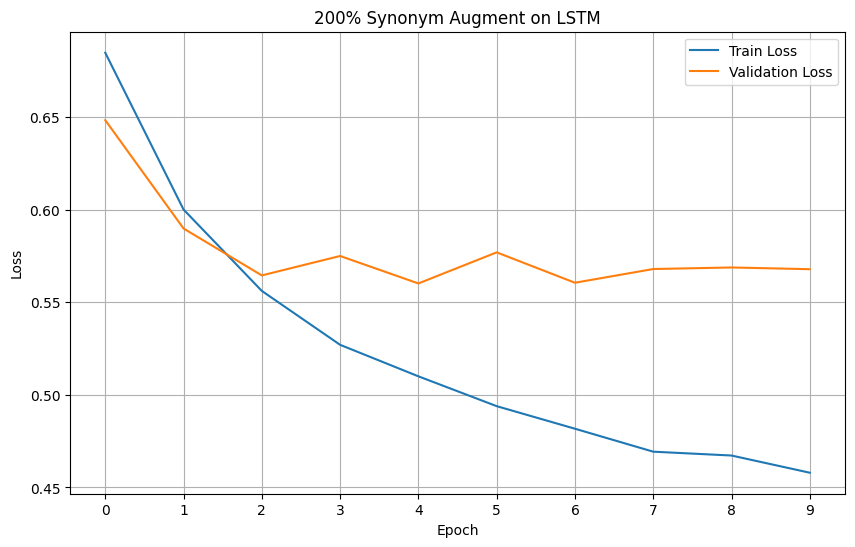 200% Synonym Augment on LSTM
Train Loss
Validation Loss
Loss
0.65
0.60
0.55
0.50
0.45
0 1 2 3 4 5 6 7 8 9
Epoch